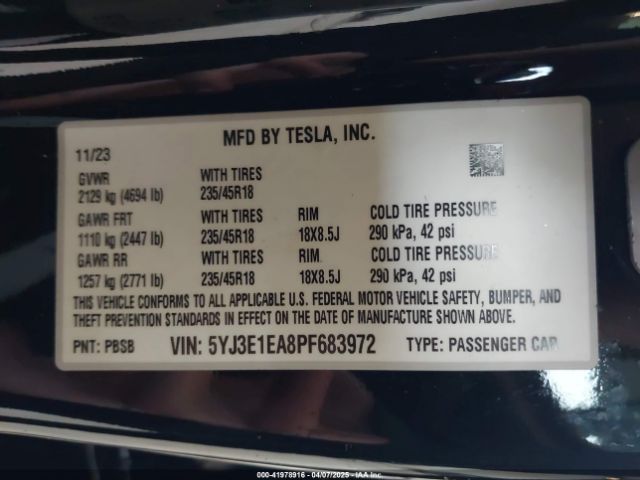 MFD BY TESLA, INC.
11/23
GVWR WITH TIRES
2129 kg (4694 lb) 235/45R18
GAWR FRT WITH TIRES RIM COLD TIRE PRESSURE
1110 kg (2447 lb) 235/45R18 18X8.5J 290 kPa, 42 psi
GAWR RR WITH TIRES RIM COLD TIRE PRESSURE
1257 kg (2771 lb) 235/45R18 18X8.5J 290 kPa, 42 psi
THIS VEHICLE CONFORMS TO ALL APPLICABLE U.S. FEDERAL MOTOR VEHICLE SAFETY, BUMPER, AND
THEFT PREVENTION STANDARDS IN EFFECT ON THE DATE OF MANUFACTURE SHOWN ABOVE.
PNT: PBSB VIN: 5YJ3E1EA8PF683972 TYPE: PASSENGER CAR
000-41978916 - 04/07/2025 - IAA Inc.